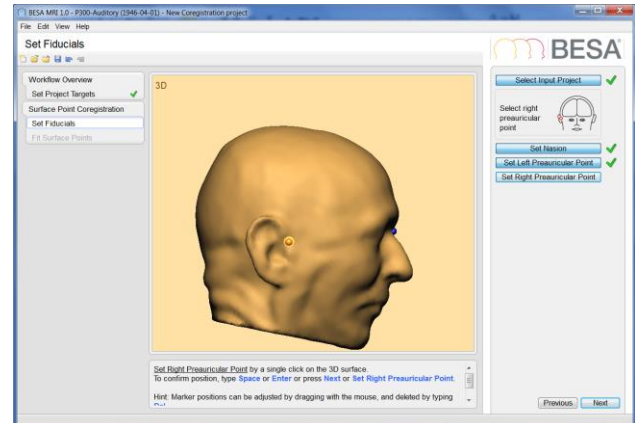 BESA MRI 1.0 - P300-Auditory (1946-04-01) - New Coregistration project
File Edit View Help
Set Fiducials
BESA
Workflow Overview
Set Project Targets
Surface Point Coregistration
Set Fiducials
Fit Surface Points
3D
Select Input Project
Select right
preauricular
point
Set Nasion
Set Left Preauricular Point
Set Right Preauricular Point
Set Right Preauricular Point by a single click on the 3D surface.
To confirm position, type Space or Enter or press Next or Set Right Preauricular Point.
Hint: Marker positions can be adjusted by dragging with the mouse, and deleted by typing
Previous Next